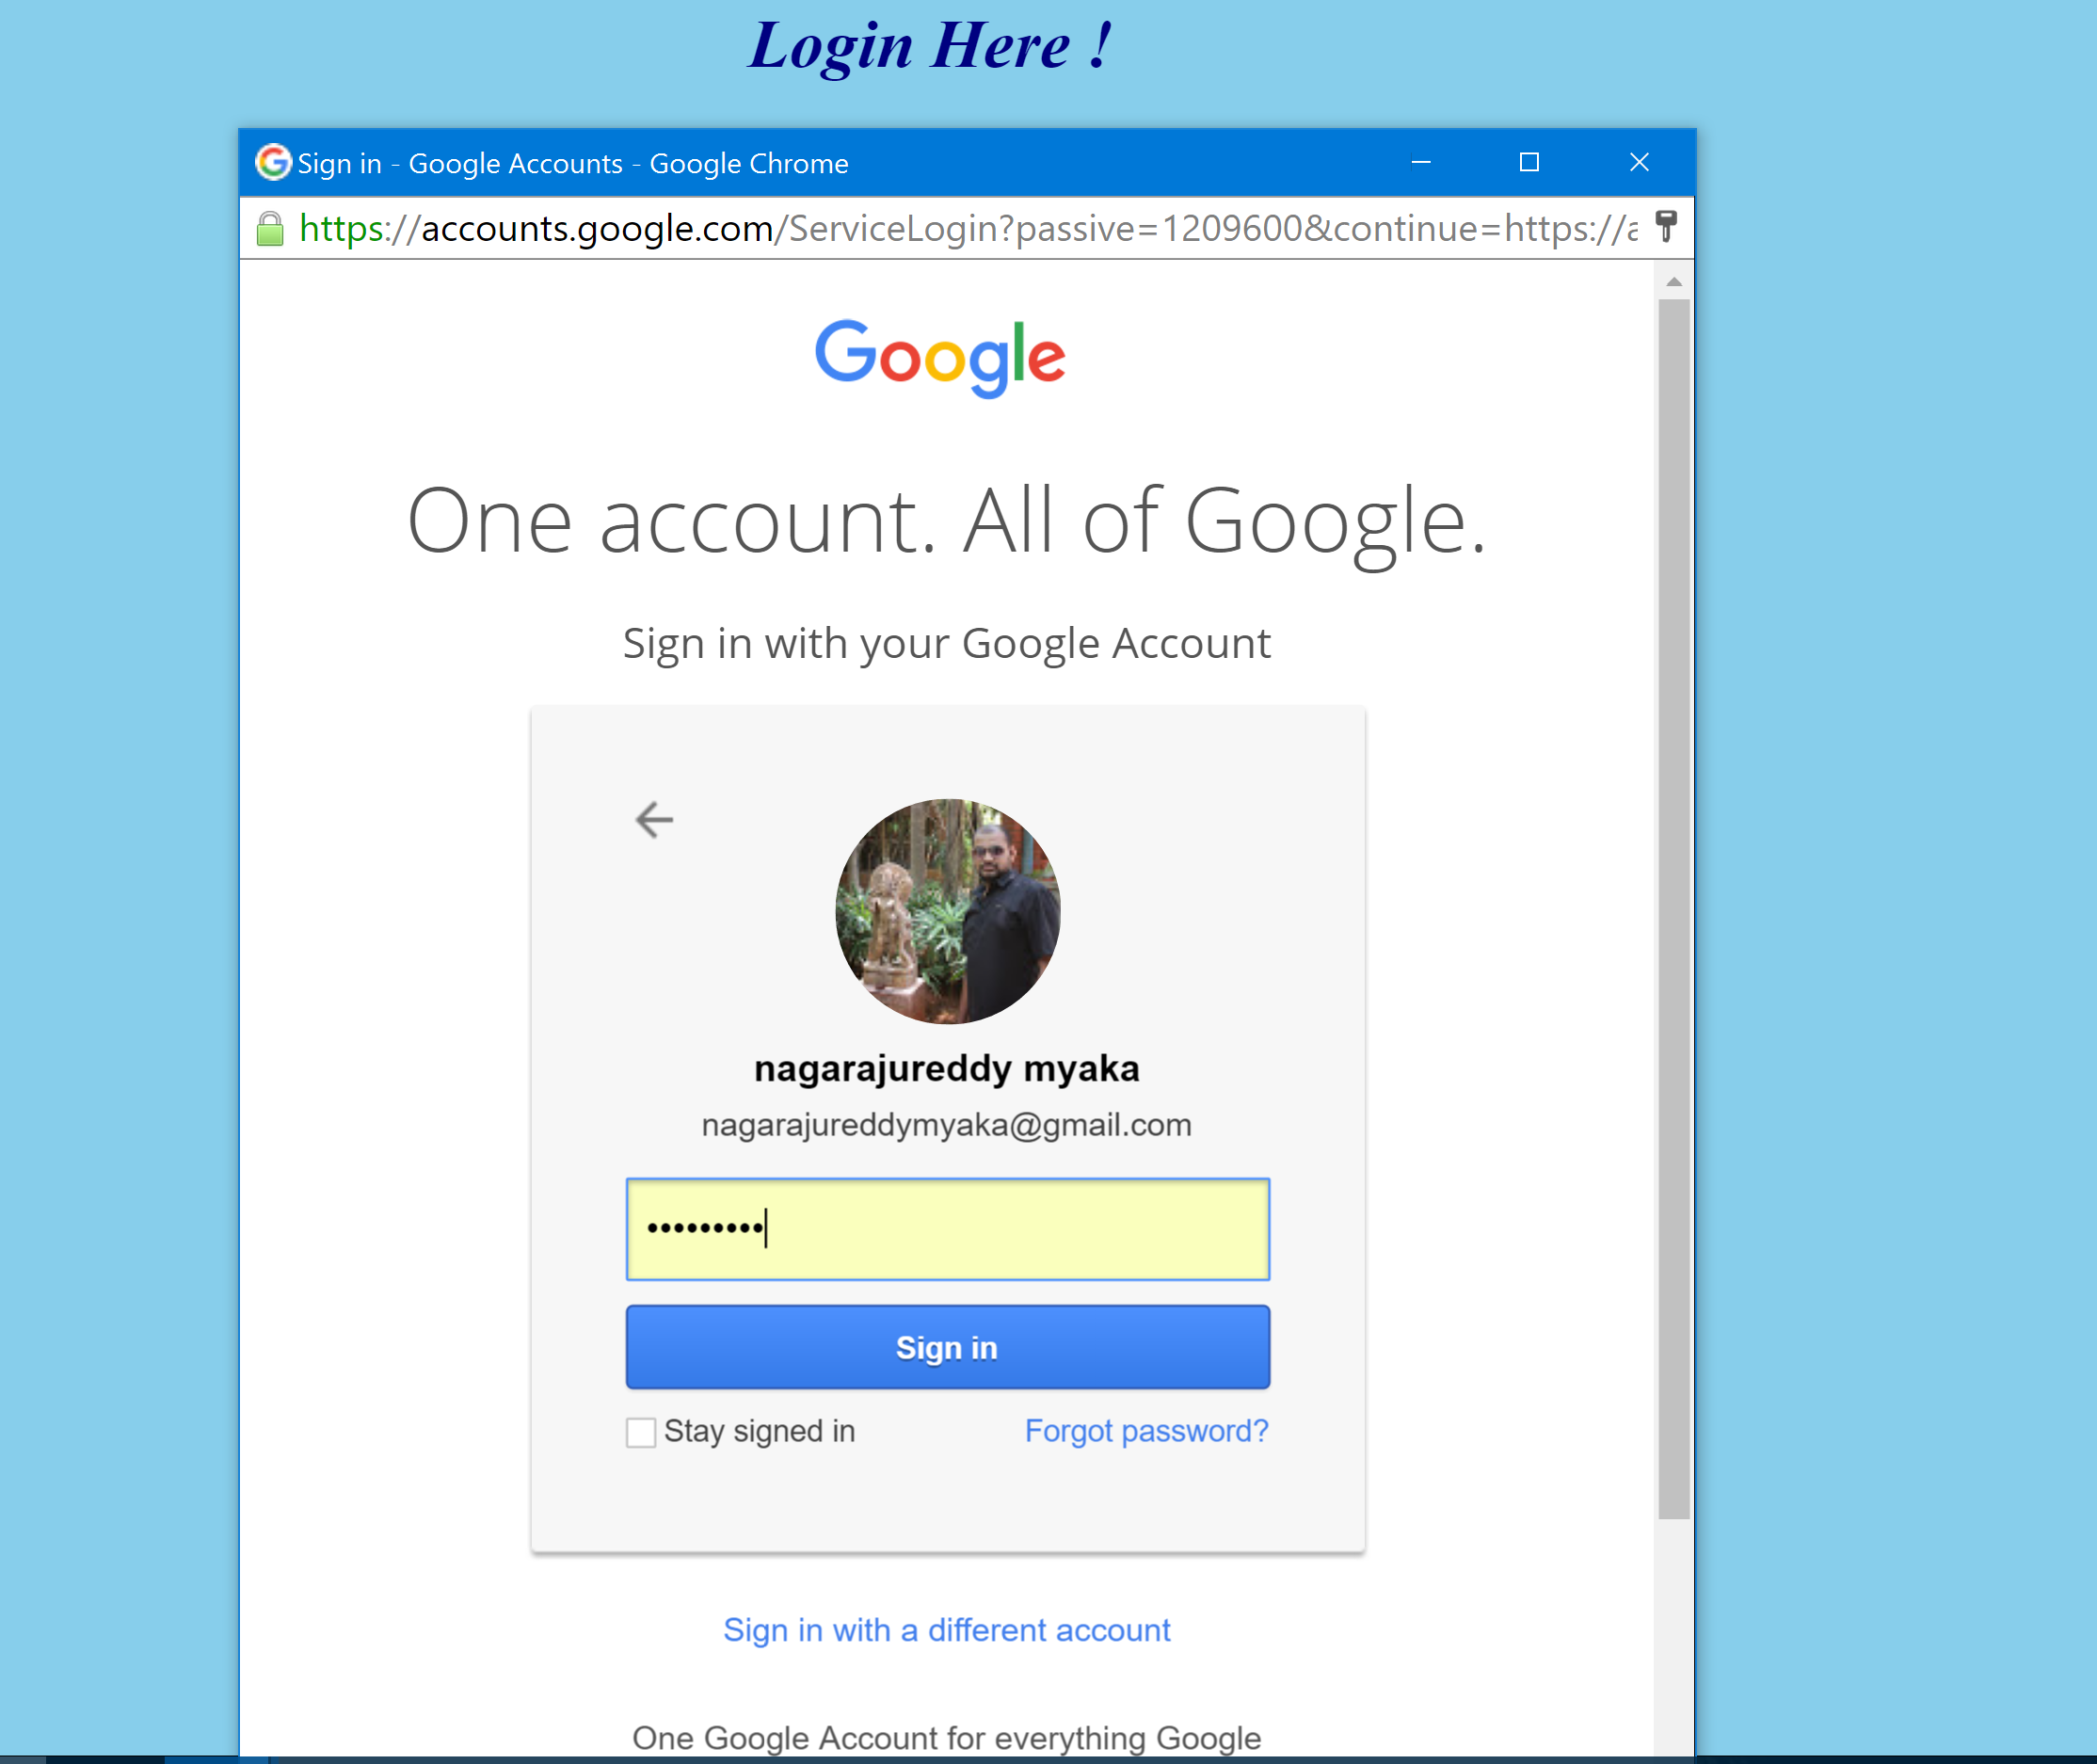 Login Here !
Sign in - Google Accounts - Google Chrome
https://accounts.google.com/ServiceLogin?passive=1209600&continue=https://a
Google
One account. All of Google.
Sign in with your Google Account
nagarajureddy myaka
nagarajureddymyaka@gmail.com
•••••••••
Sign in
Stay signed in Forgot password?
Sign in with a different account
One Google Account for everything Google